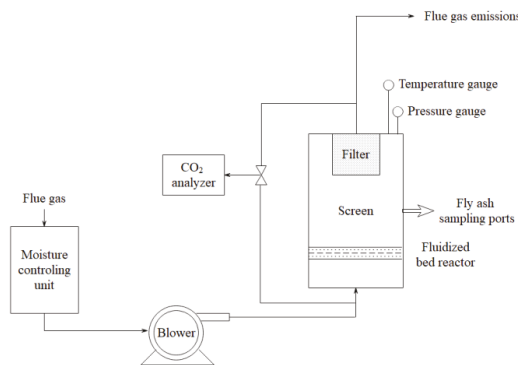 Flue gas emissions
Temperature gauge
Pressure gauge
Filter
CO₂
analyzer
Flue gas
Screen
Fly ash
sampling ports
Moisture
controling
unit
Fluidized
bed reactor
Blower